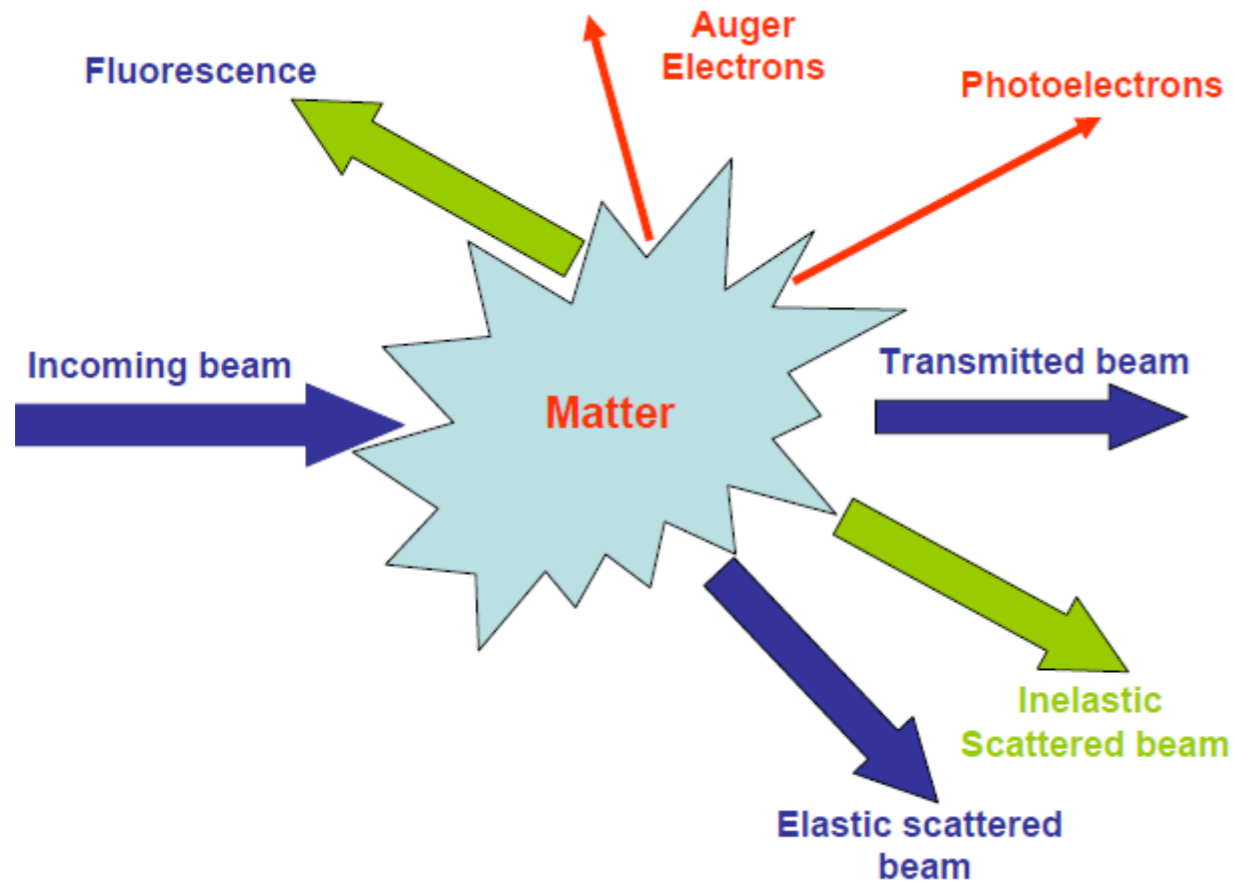 Auger
Electrons
Fluorescence
Photoelectrons
Incoming beam
Transmitted beam
Matter
Inelastic
Scattered beam
Elastic scattered
beam